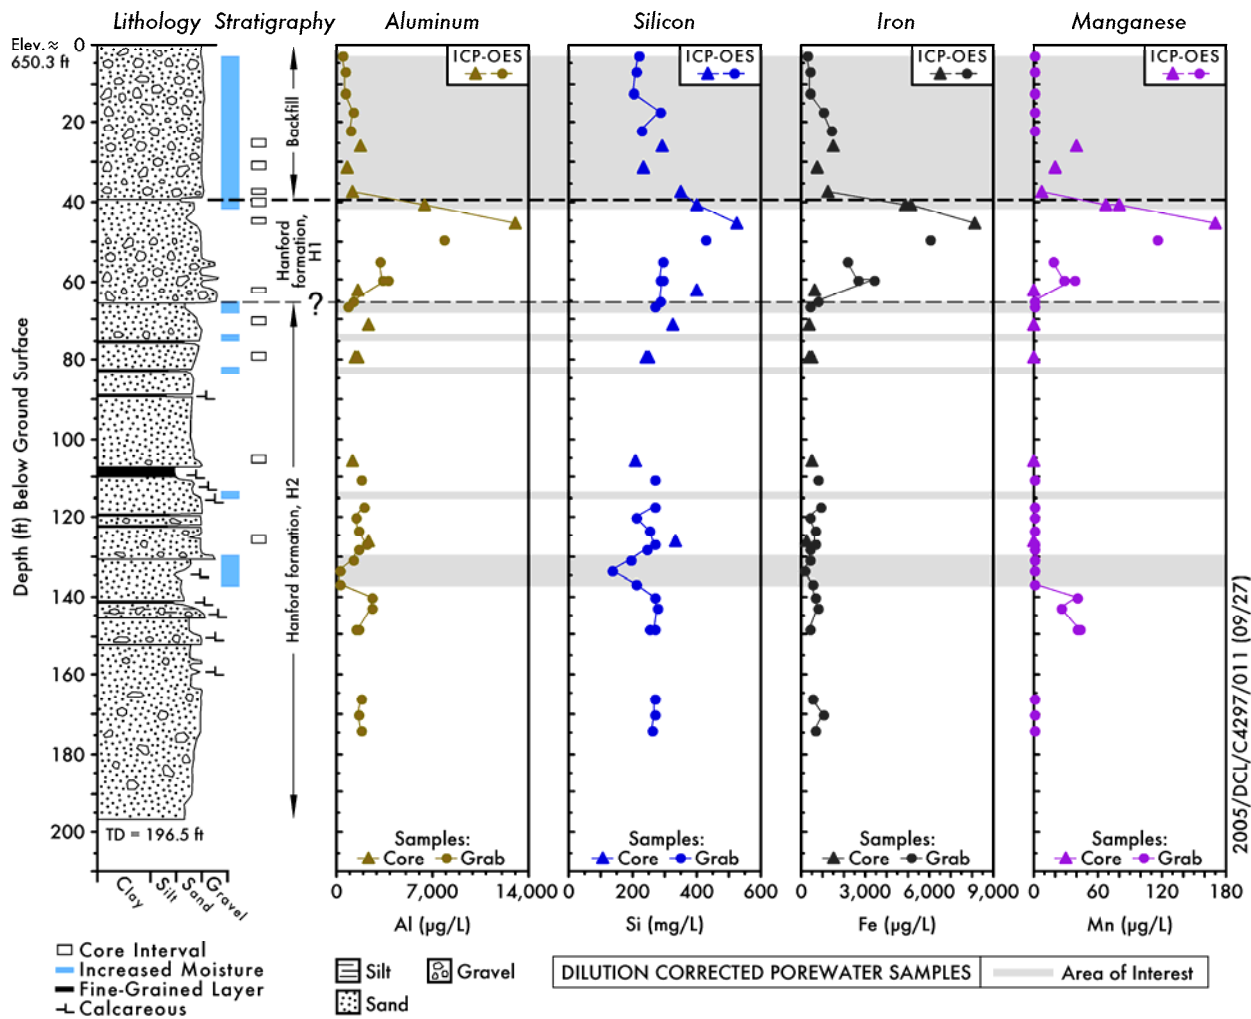 Lithology Stratigraphy Aluminum Silicon Iron Manganese
Elev. ≈
650.3 ft
0
20
40
60
80
100
120
140
160
180
200
Depth (ft) Below Ground Surface
TD = 196.5 ft
Clay
Silt
Sand
Gravel
Backfill
Hanford
formation,
H1
?
Hanford formation, H2
ICP-OES
Samples:
Core Grab
0 7,000 14,000
Al (µg/L)
ICP-OES
Samples:
Core Grab
0 200 400 600
Si (mg/L)
ICP-OES
Samples:
Core Grab
0 3,000 6,000 9,000
Fe (µg/L)
ICP-OES
Samples:
Core Grab
0 60 120 180
Mn (µg/L)
2005/DCL/C4297/011 (09/27)
Core Interval
Increased Moisture
Fine-Grained Layer
Calcareous
Silt
Gravel
Sand
DILUTION CORRECTED POREWATER SAMPLES
Area of Interest